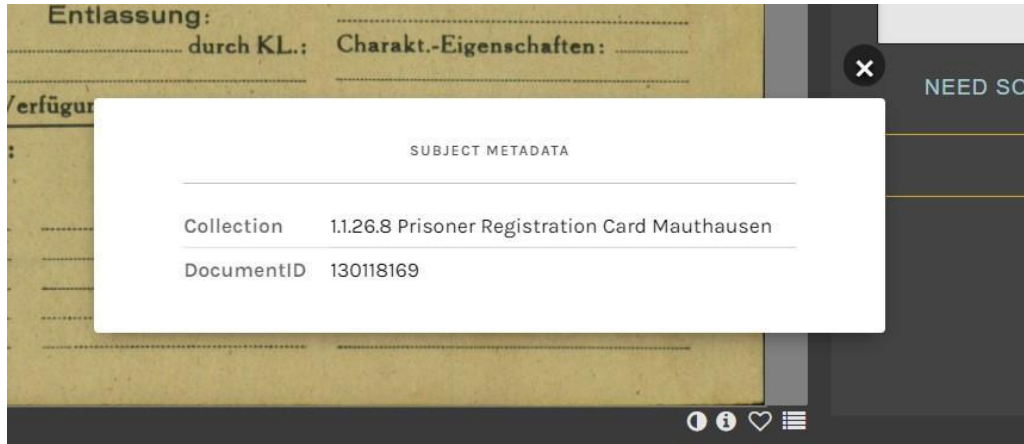 Entlassung:
durch KL.:
Charakt.-Eigenschaften:
NEED SC
Verfügur
:
SUBJECT METADATA
Collection 1.1.26.8 Prisoner Registration Card Mauthausen
DocumentID 130118169